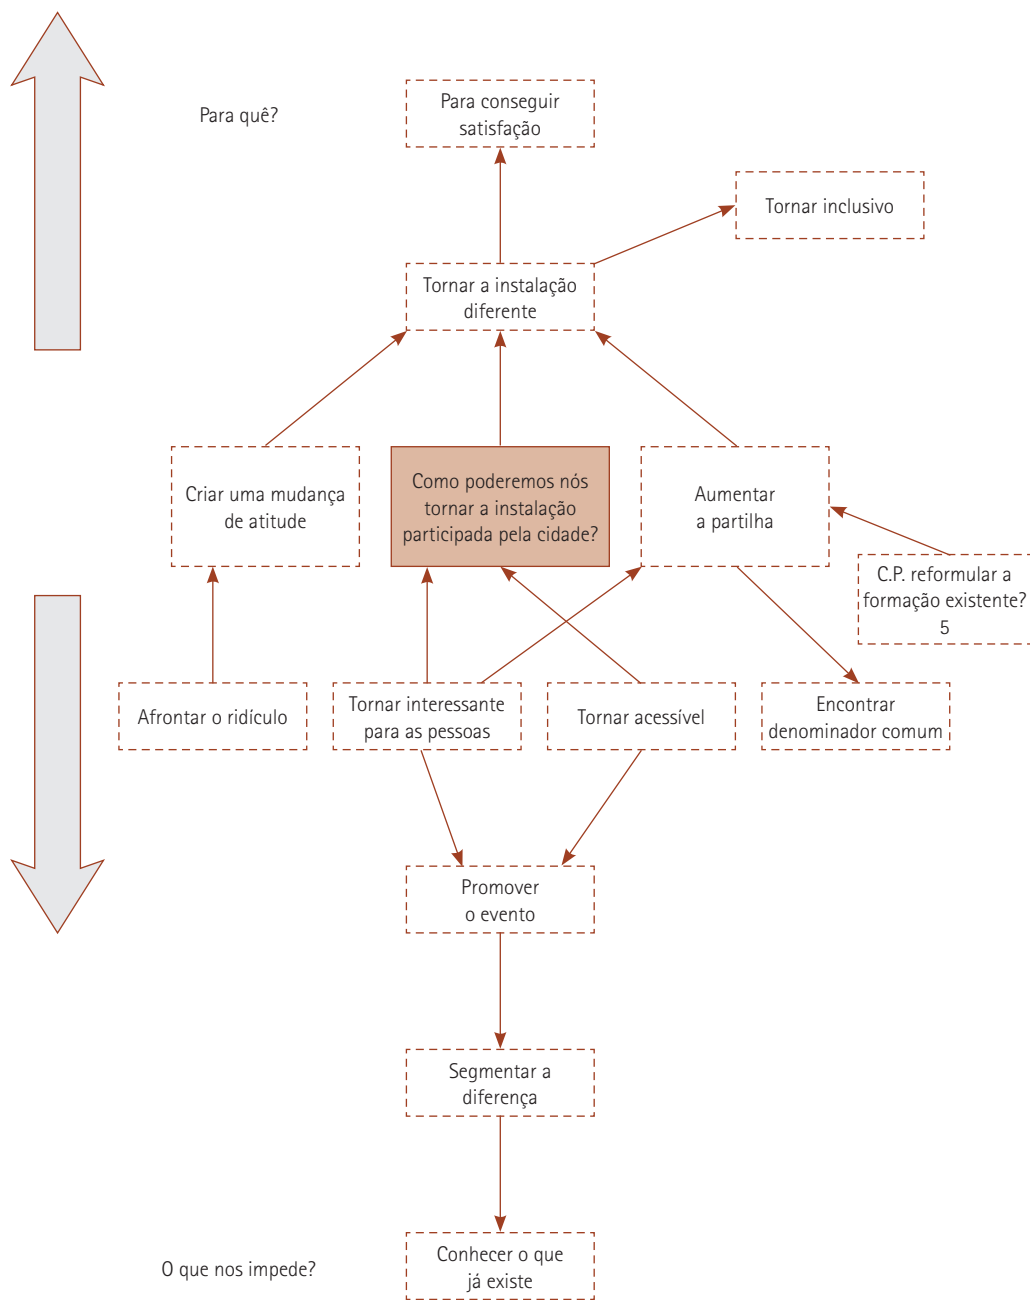 Para quê?
Para conseguir
satisfação
Tornar inclusivo
Tornar a instalação
diferente
Criar uma mudança
de atitude
Como poderemos nós
tornar a instalação
participada pela cidade?
Aumentar
a partilha
C.P. reformular a
formação existente?
5
Afrontar o ridículo
Tornar interessante
para as pessoas
Tornar acessível
Encontrar
denominador comum
Promover
o evento
Segmentar a
diferença
O que nos impede?
Conhecer o que
já existe